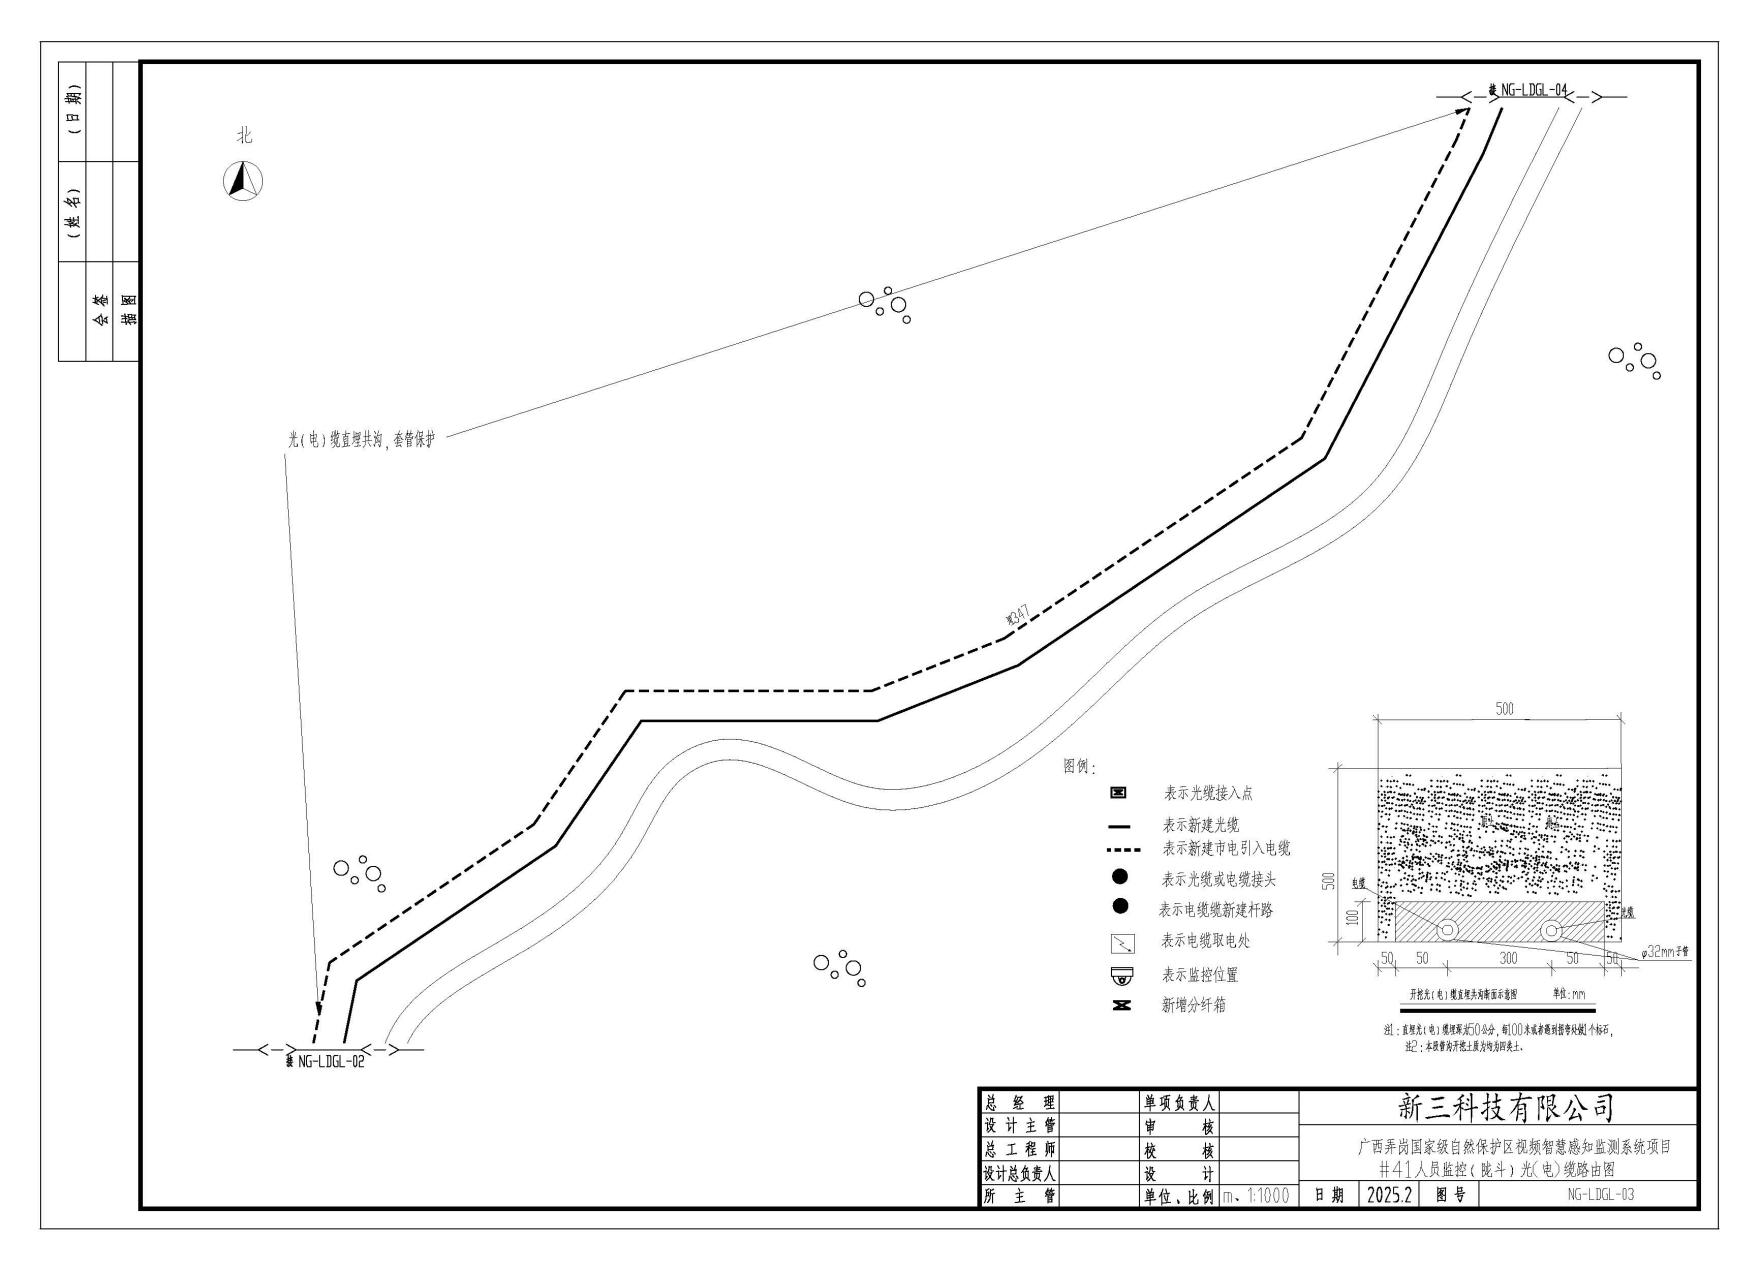 (日期)
(姓名)
会签
描图
北
接 NG-LDGL-04
光(电)缆直埋共沟,套管保护
埋347
接 NG-LDGL-02
图例:
表示光缆接入点
表示新建光缆
表示新建市电引入电缆
表示光缆或电缆接头
表示电缆缆新建杆路
表示电缆取电处
表示监控位置
新增分纤箱
500
500
100
电缆
光缆
φ32mm子管
50 50 300 50 50
开挖光(电)缆直埋共沟断面示意图 单位:mm
注1:直埋光(电)缆埋深为50公分,每100米或者遇到拐弯处做1个标石,
注2:本段管沟开挖土质为均为四类土、
总经理 单项负责人
设计主管 审核
总工程师 校核
设计总负责人 设计
所主管 单位、比例 m、1:1000
新三科技有限公司
广西弄岗国家级自然保护区视频智慧感知监测系统项目
#41人员监控(陇斗)光(电)缆路由图
日期 2025.2 图号 NG-LDGL-03